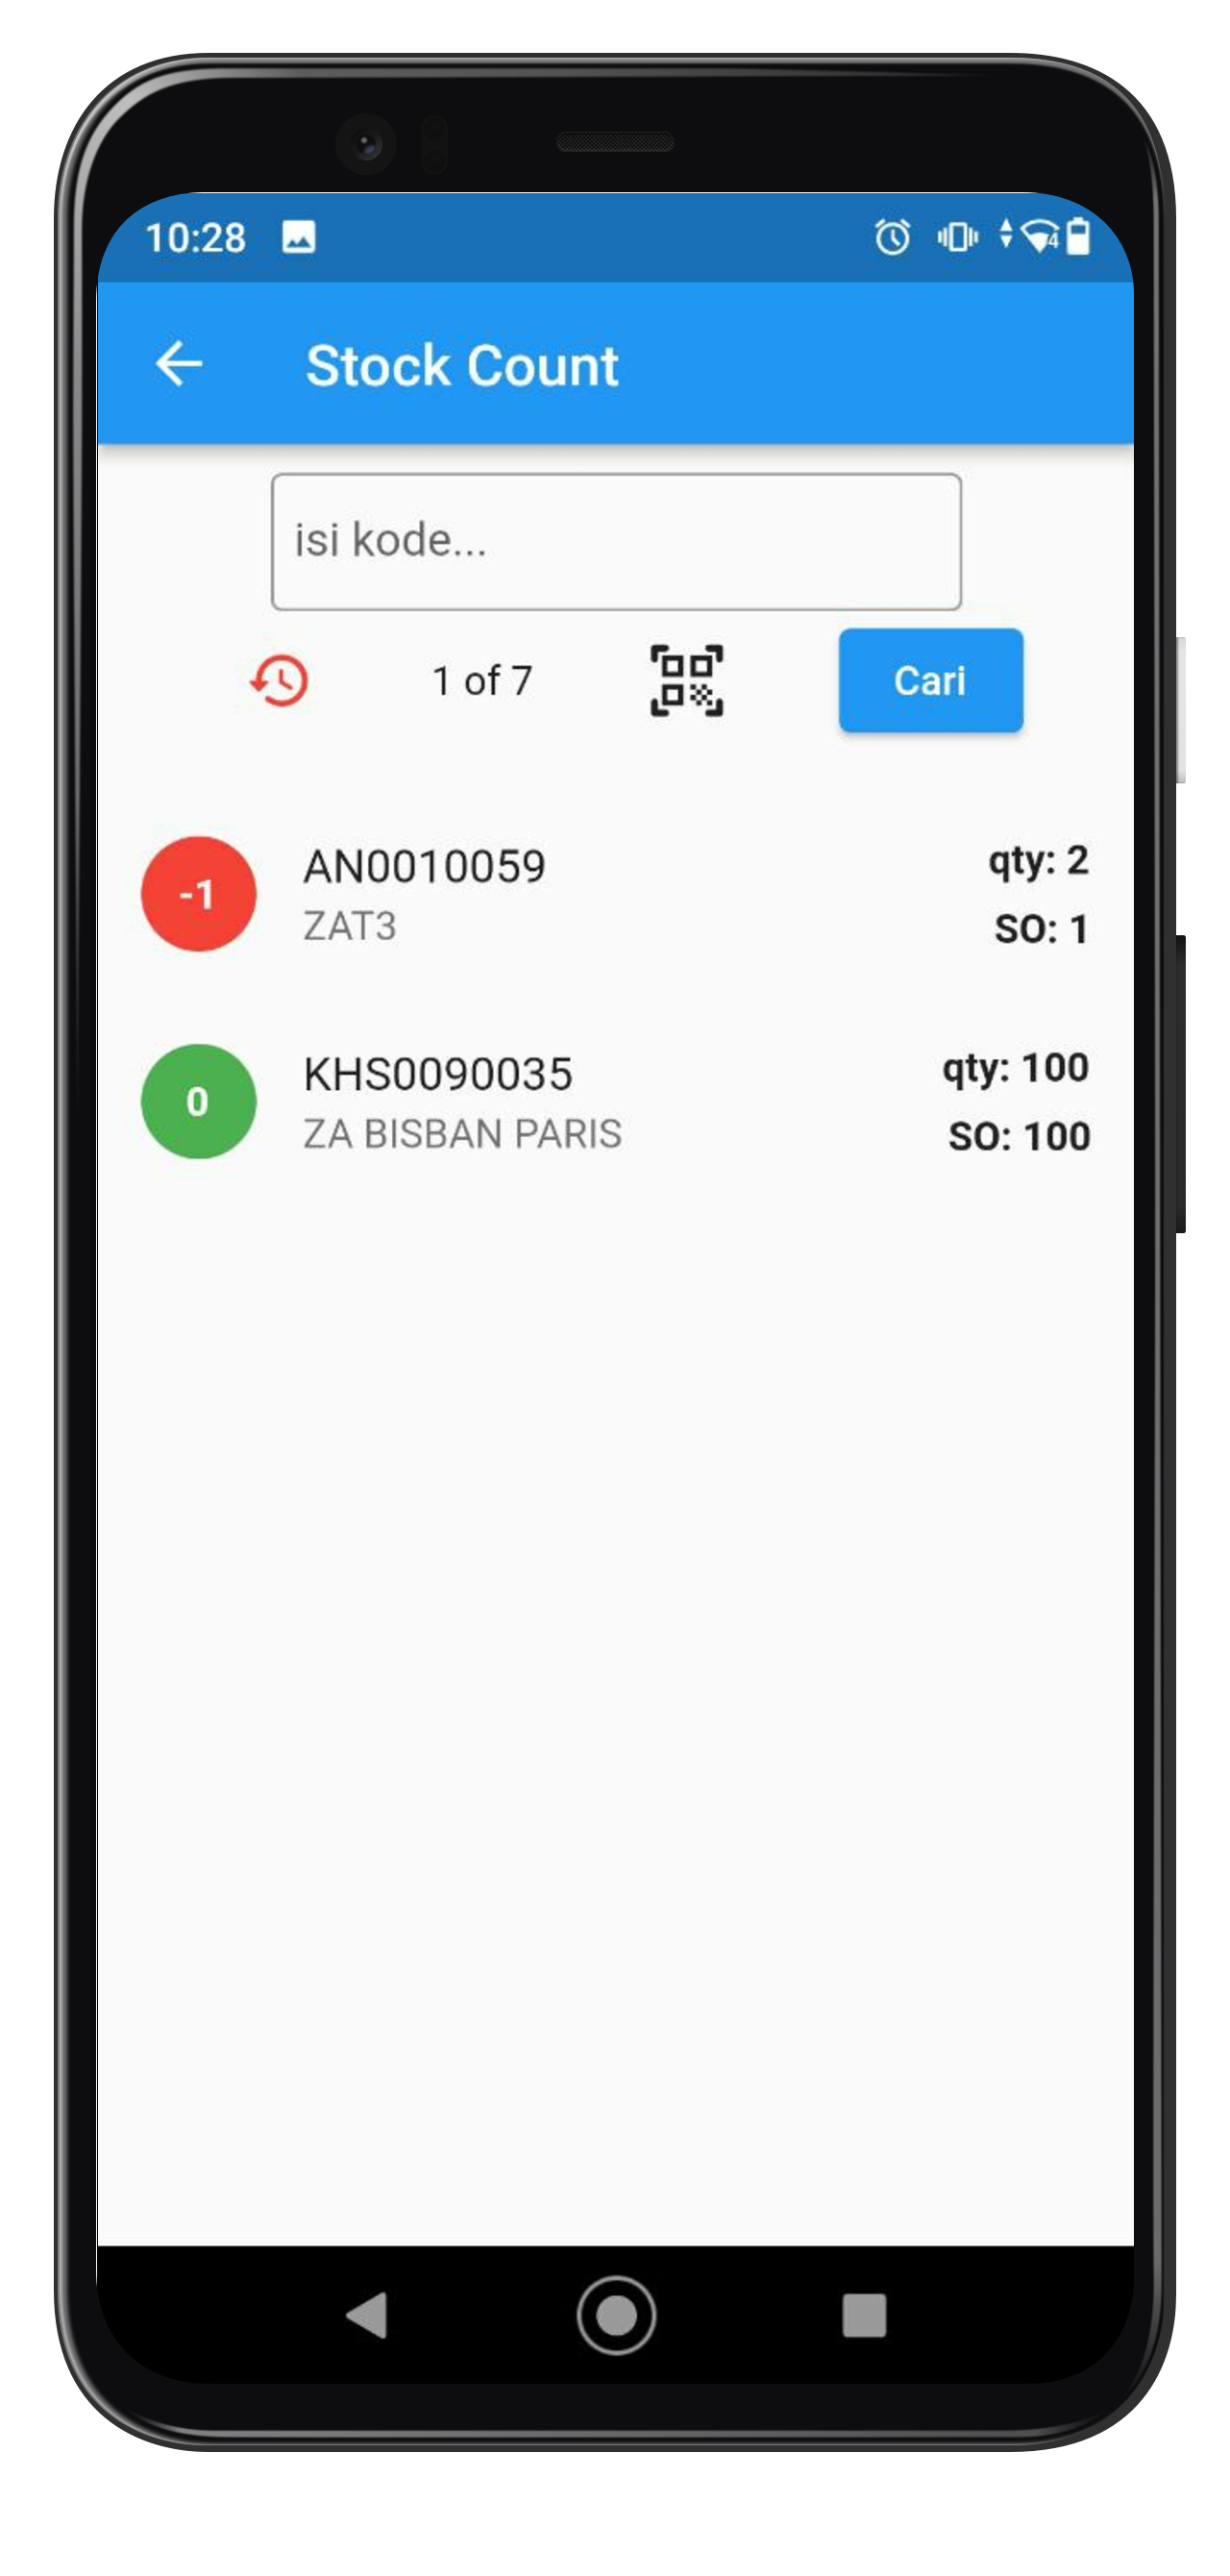 10:28
Stock Count
isi kode...
1 of 7
Cari
-1
AN0010059
ZAT3
qty: 2
SO: 1
0
KHS0090035
ZA BISBAN PARIS
qty: 100
SO: 100